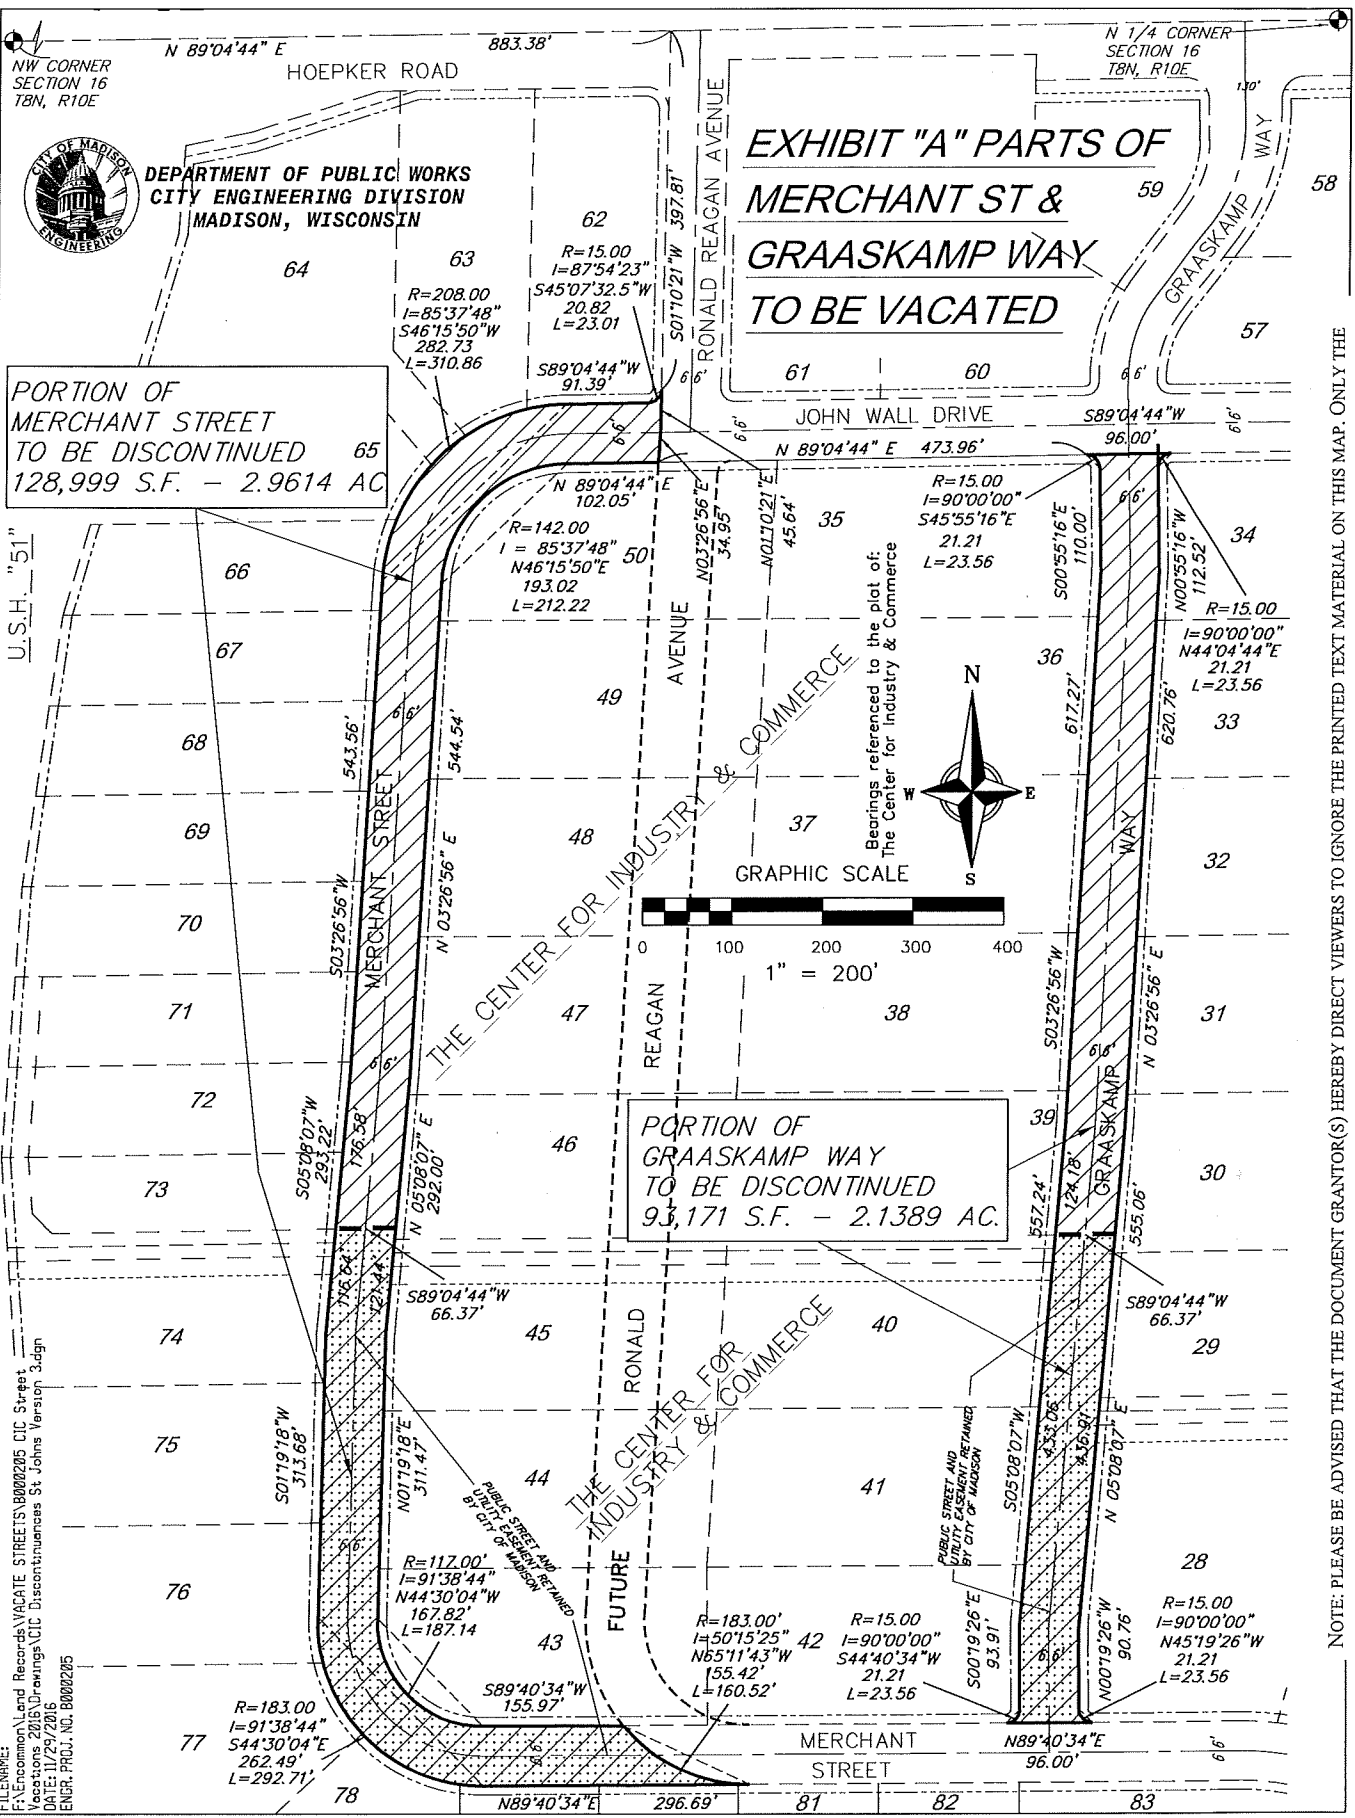 N 89°04'44" E
883.38'
HOEPKER ROAD
NW CORNER
SECTION 16
T8N, R10E
N 1/4 CORNER
SECTION 16
T8N, R10E
130'
CITY OF MADISON
ENGINEERING
DEPARTMENT OF PUBLIC WORKS
CITY ENGINEERING DIVISION
MADISON, WISCONSIN
EXHIBIT "A" PARTS OF
MERCHANT ST &
GRAASKAMP WAY
TO BE VACATED
RONALD REAGAN AVENUE
S01°10'21"W 397.81'
GRAASKAMP WAY
59
58
57
62
63
64
R=15.00
I=87°54'23"
S45°07'32.5"W
20.82
L=23.01
R=208.00
I=85°37'48"
S46°15'50"W
282.73
L=310.86
S89°04'44"W
91.39'
66'
61
60
66'
PORTION OF
MERCHANT STREET
TO BE DISCONTINUED
128,999 S.F. - 2.9614 AC
65
JOHN WALL DRIVE
S89°04'44"W
96.00'
66'
66'
66'
N 89°04'44" E 473.96'
N 89°04'44" E
102.05'
R=142.00
I = 85°37'48"
N46°15'50"E
193.02
L=212.22
50
N03°26'56"E
34.95'
N01°10'21"E
45.64'
35
R=15.00
I=90°00'00"
S45°55'16"E
21.21
L=23.56
S00°55'16"E
110.00'
66'
N00°55'16"W
112.52'
34
R=15.00
I=90°00'00"
N44°04'44"E
21.21
L=23.56
U.S.H. "51"
66
67
68
69
70
71
72
73
AVENUE
Bearings referenced to the plat of:
The Center for Industry & Commerce
36
617.27'
620.76'
33
49
543.56'
66'
544.54'
MERCHANT STREET
S03°26'56"W
N 03°26'56" E
48
37
N
W
E
S
WAY
32
GRAPHIC SCALE
0 100 200 300 400
1" = 200'
THE CENTER FOR INDUSTRY & COMMERCE
47
REAGAN
38
S03°26'56"W
N 03°26'56" E
31
66'
66'
S05°08'07"W
293.22'
176.58'
N 05°08'07" E
292.00'
46
PORTION OF
GRAASKAMP WAY
TO BE DISCONTINUED
93,171 S.F. - 2.1389 AC.
39
GRAASKAMP
557.24'
124.18'
555.06'
30
116.64'
121.44'
S89°04'44"W
66.37'
S89°04'44"W
66.37'
74
45
RONALD
40
29
THE CENTER FOR
INDUSTRY & COMMERCE
75
S01°19'18"W
313.68'
N01°19'18"E
311.47'
44
41
PUBLIC STREET AND
UTILITY EASEMENT RETAINED
BY CITY OF MADISON
PUBLIC STREET AND
UTILITY EASEMENT RETAINED
BY CITY OF MADISON
S05°08'07"W
433.06'
436.91'
N 05°08'07" E
28
76
66'
R=117.00'
I=91°38'44"
N44°30'04"W
167.82'
L=187.14
43
FUTURE
R=183.00'
I=50°15'25"
N65°11'43"W
155.42'
L=160.52'
42
R=15.00
I=90°00'00"
S44°40'34"W
21.21
L=23.56
S00°19'26"E
93.91'
66'
N00°19'26"W
90.76'
R=15.00
I=90°00'00"
N45°19'26"W
21.21
L=23.56
S89°40'34"W
155.97'
R=183.00
I=91°38'44"
S44°30'04"E
262.49'
L=292.71'
77
78
66'
MERCHANT
STREET
N89°40'34"E
96.00'
66'
N89°40'34"E
296.69'
81
82
83
FILENAME:
F:\Encommon\Land Records\VACATE STREETS\B000205 CIC Street
Vacations 2016\Drawings\CIC Discontinuances St Johns Version 3.dgn
DATE: 11/29/2016
ENGR. PROJ. NO. B000205
NOTE: PLEASE BE ADVISED THAT THE DOCUMENT GRANTOR(S) HEREBY DIRECT VIEWERS TO IGNORE THE PRINTED TEXT MATERIAL ON THIS MAP. ONLY THE